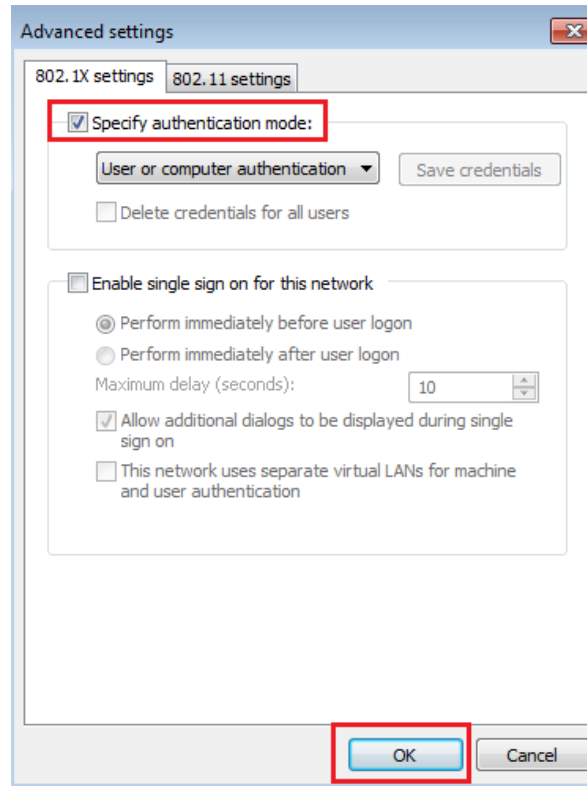 Advanced settings
802.1X settings
802.11 settings
Specify authentication mode:
User or computer authentication
Save credentials
Delete credentials for all users
Enable single sign on for this network
Perform immediately before user logon
Perform immediately after user logon
Maximum delay (seconds):
10
Allow additional dialogs to be displayed during single
sign on
This network uses separate virtual LANs for machine
and user authentication
OK
Cancel